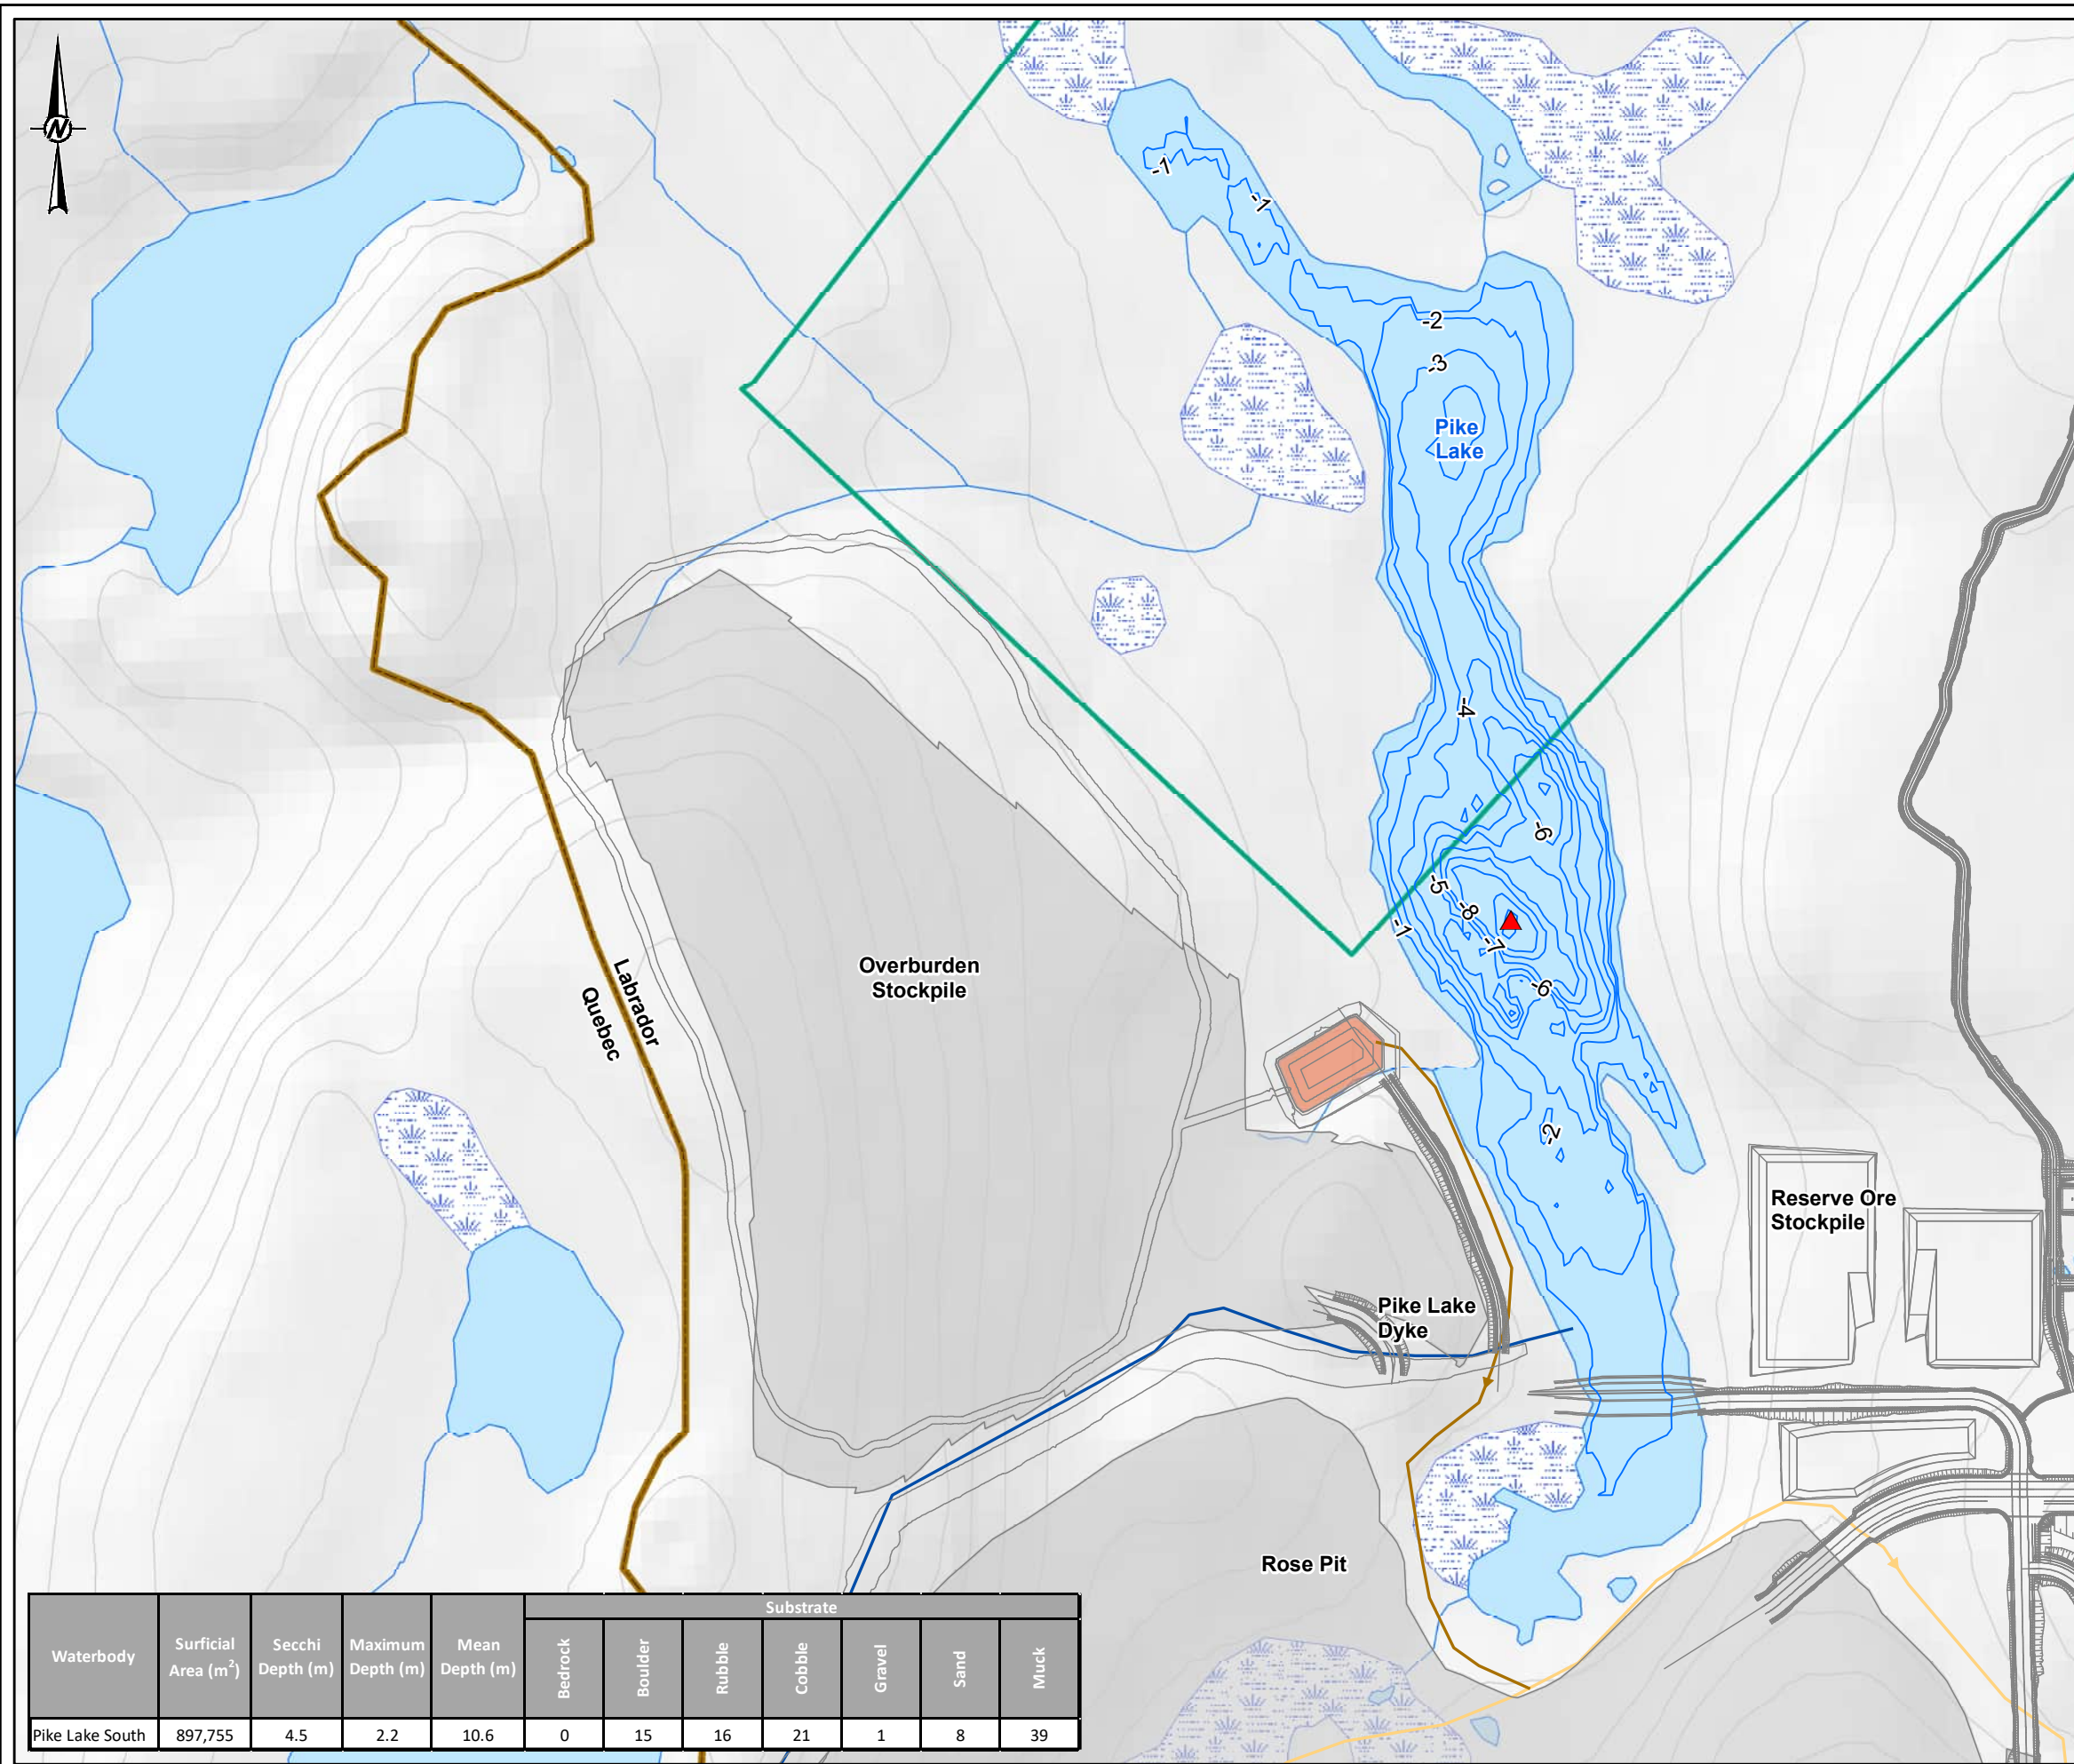 N
-1
-1
-2
-3
Pike
Lake
-4
-6
-5
-8
-1
-7
-6
Overburden
Stockpile
Labrador
Quebec
-2
Reserve Ore
Stockpile
Pike Lake
Dyke
Rose Pit
Waterbody Surficial Area (m²) Secchi Depth (m) Maximum Depth (m) Mean Depth (m) Substrate
Bedrock Boulder Rubble Cobble Gravel Sand Muck
Pike Lake South 897,755 4.5 2.2 10.6 0 15 16 21 1 8 39